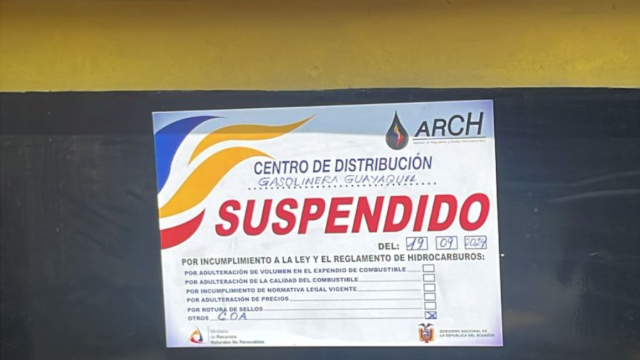 ARCH
CENTRO DE DISTRIBUCIÓN
GASOLINERA GUAYAQUIL
SUSPENDIDO
DEL: 19 09 2024
POR INCUMPLIMIENTO A LA LEY Y EL REGLAMENTO DE HIDROCARBUROS:
POR ADULTERACIÓN DE VOLUMEN EN EL EXPENDIO DE COMBUSTIBLE
POR ADULTERACIÓN DE LA CALIDAD DEL COMBUSTIBLE
POR INCUMPLIMIENTO DE NORMATIVA LEGAL VIGENTE
POR ADULTERACIÓN DE PRECIOS
POR ROTURA DE SELLOS
OTROS COA X
Ministerio
de Recursos
Naturales No Renovables
GOBIERNO NACIONAL DE
LA REPÚBLICA DEL ECUADOR